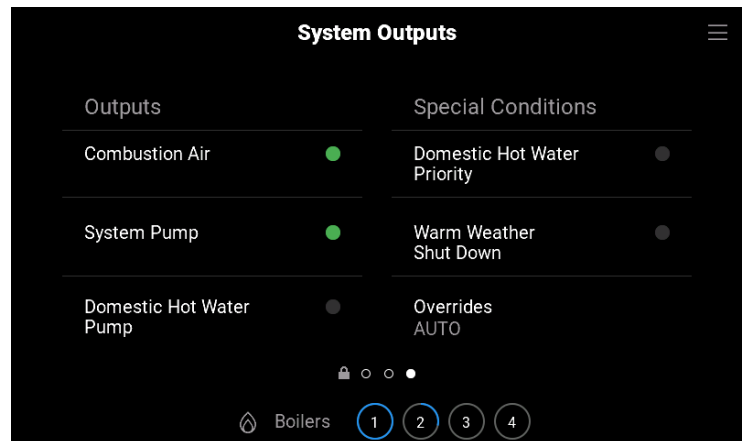 System Outputs
Outputs
Combustion Air
System Pump
Domestic Hot Water
Pump
Special Conditions
Domestic Hot Water
Priority
Warm Weather
Shut Down
Overrides
AUTO
Boilers 1 2 3 4